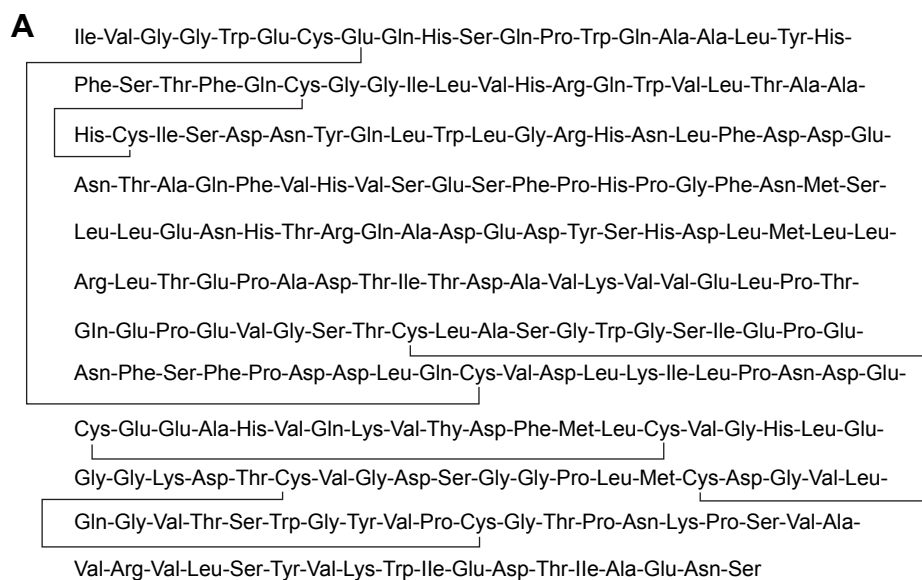 A
Ile-Val-Gly-Gly-Trp-Glu-Cys-Glu-Gln-His-Ser-Gln-Pro-Trp-Gln-Ala-Ala-Leu-Tyr-His-
Phe-Ser-Thr-Phe-Gln-Cys-Gly-Gly-Ile-Leu-Val-His-Arg-Gln-Trp-Val-Leu-Thr-Ala-Ala-
His-Cys-Ile-Ser-Asp-Asn-Tyr-Gln-Leu-Trp-Leu-Gly-Arg-His-Asn-Leu-Phe-Asp-Asp-Glu-
Asn-Thr-Ala-Gln-Phe-Val-His-Val-Ser-Glu-Ser-Phe-Pro-His-Pro-Gly-Phe-Asn-Met-Ser-
Leu-Leu-Glu-Asn-His-Thr-Arg-Gln-Ala-Asp-Glu-Asp-Tyr-Ser-His-Asp-Leu-Met-Leu-Leu-
Arg-Leu-Thr-Glu-Pro-Ala-Asp-Thr-Ile-Thr-Asp-Ala-Val-Lys-Val-Val-Glu-Leu-Pro-Thr-
Gln-Glu-Pro-Glu-Val-Gly-Ser-Thr-Cys-Leu-Ala-Ser-Gly-Trp-Gly-Ser-Ile-Glu-Pro-Glu-
Asn-Phe-Ser-Phe-Pro-Asp-Asp-Leu-Gln-Cys-Val-Asp-Leu-Lys-Ile-Leu-Pro-Asn-Asp-Glu-
Cys-Glu-Glu-Ala-His-Val-Gln-Lys-Val-Thy-Asp-Phe-Met-Leu-Cys-Val-Gly-His-Leu-Glu-
Gly-Gly-Lys-Asp-Thr-Cys-Val-Gly-Asp-Ser-Gly-Gly-Pro-Leu-Met-Cys-Asp-Gly-Val-Leu-
Gln-Gly-Val-Thr-Ser-Trp-Gly-Tyr-Val-Pro-Cys-Gly-Thr-Pro-Asn-Lys-Pro-Ser-Val-Ala-
Val-Arg-Val-Leu-Ser-Tyr-Val-Lys-Trp-Ile-Glu-Asp-Thr-Ile-Ala-Glu-Asn-Ser